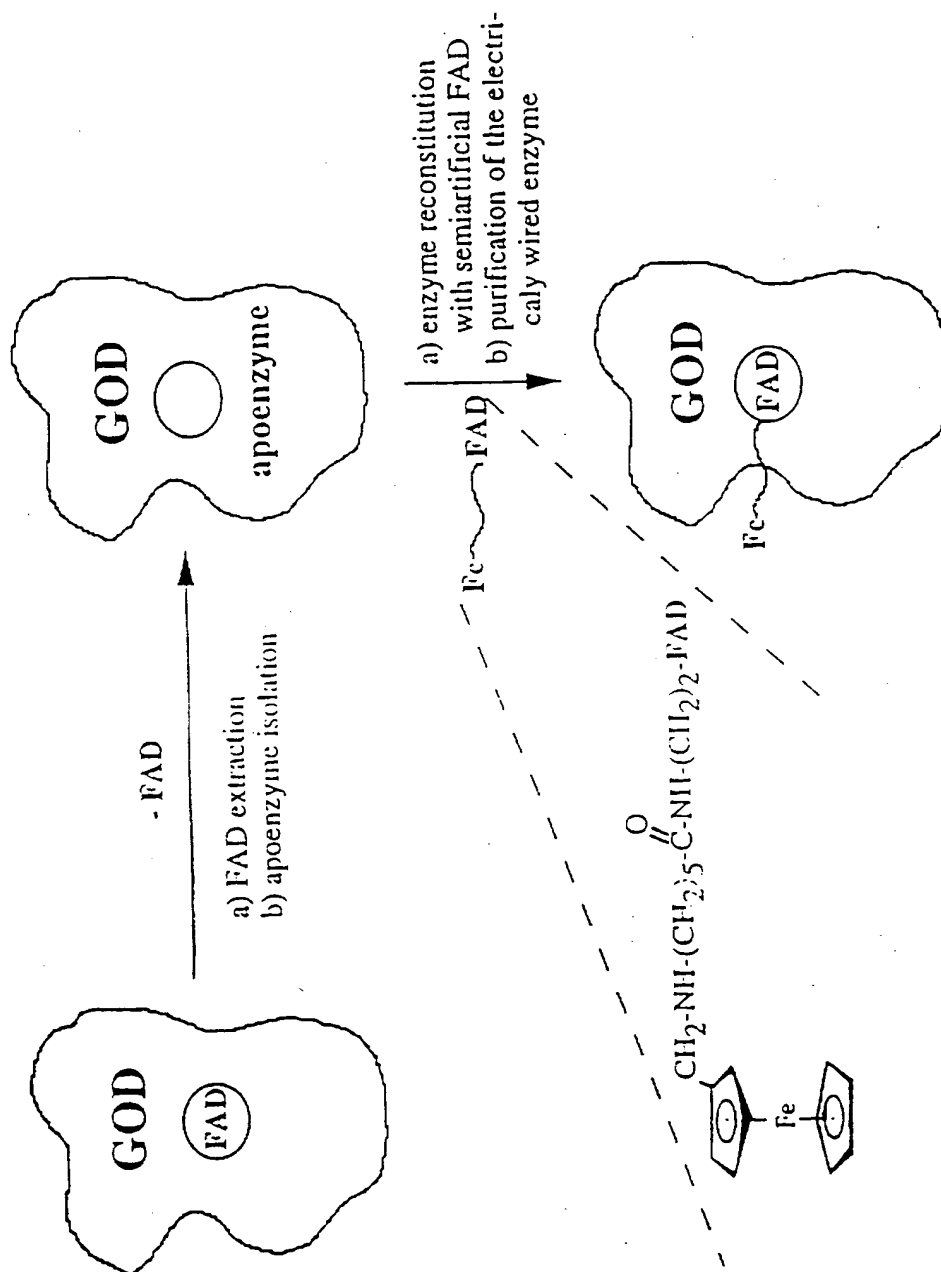 GOD
FAD
- FAD
a) FAD extraction
b) apoenzyme isolation
GOD
apoenzyme
a) enzyme reconstitution
with semiartificial FAD
b) purification of the electri-
caly wired enzyme
Fc
FAD
CH2-NH-(CH2)5-C-NH-(CH2)2-FAD
O
Fe
GOD
Fc
FAD